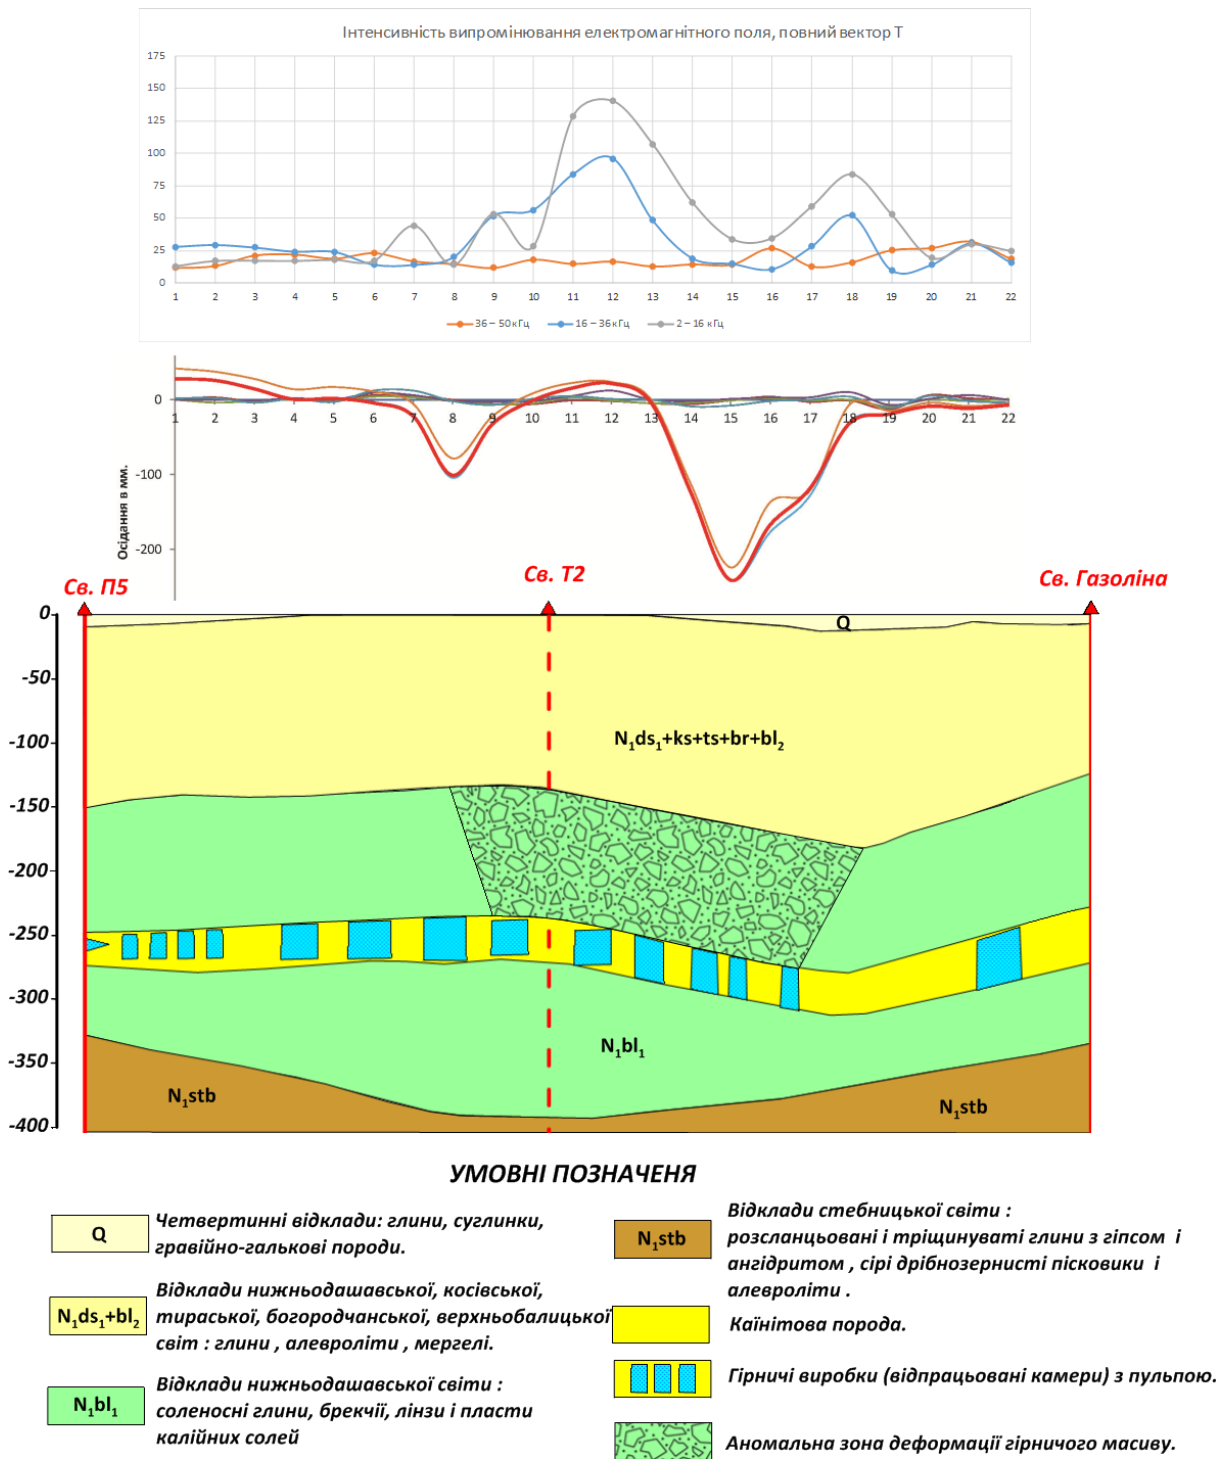 Інтенсивність випромінювання електромагнітного поля, повний вектор Т
175
150
125
100
75
50
25
0
1 2 3 4 5 6 7 8 9 10 11 12 13 14 15 16 17 18 19 20 21 22
36 – 50 кГц 16 – 36 кГц 2 – 16 кГц
0
1 2 3 4 5 6 7 8 9 10 11 12 13 14 15 16 17 18 19 20 21 22
-100
-200
Осідання в мм.
Св. П5
Св. Т2
Св. Газоліна
0
-50
-100
-150
-200
-250
-300
-350
-400
Q
N₁ds₁+ks+ts+br+bl₂
N₁bl₁
N₁stb
N₁stb
УМОВНІ ПОЗНАЧЕНЯ
Q
Четвертинні відклади: глини, суглинки,
гравійно-галькові породи.
N₁ds₁+bl₂
Відклади нижньодашавської, косівської,
тираської, богородчанської, верхньобалицької
світ : глини , алевроліти , мергелі.
N₁bl₁
Відклади нижньодашавської світи :
соленосні глини, брекчії, лінзи і пласти
калійних солей
N₁stb
Відклади стебницької світи :
розсланцьовані і тріщинуваті глини з гіпсом і
ангідритом , сірі дрібнозернисті пісковики і
алевроліти .
Каїнітова порода.
Гірничі виробки (відпрацьовані камери) з пульпою.
Аномальна зона деформації гірничого масиву.